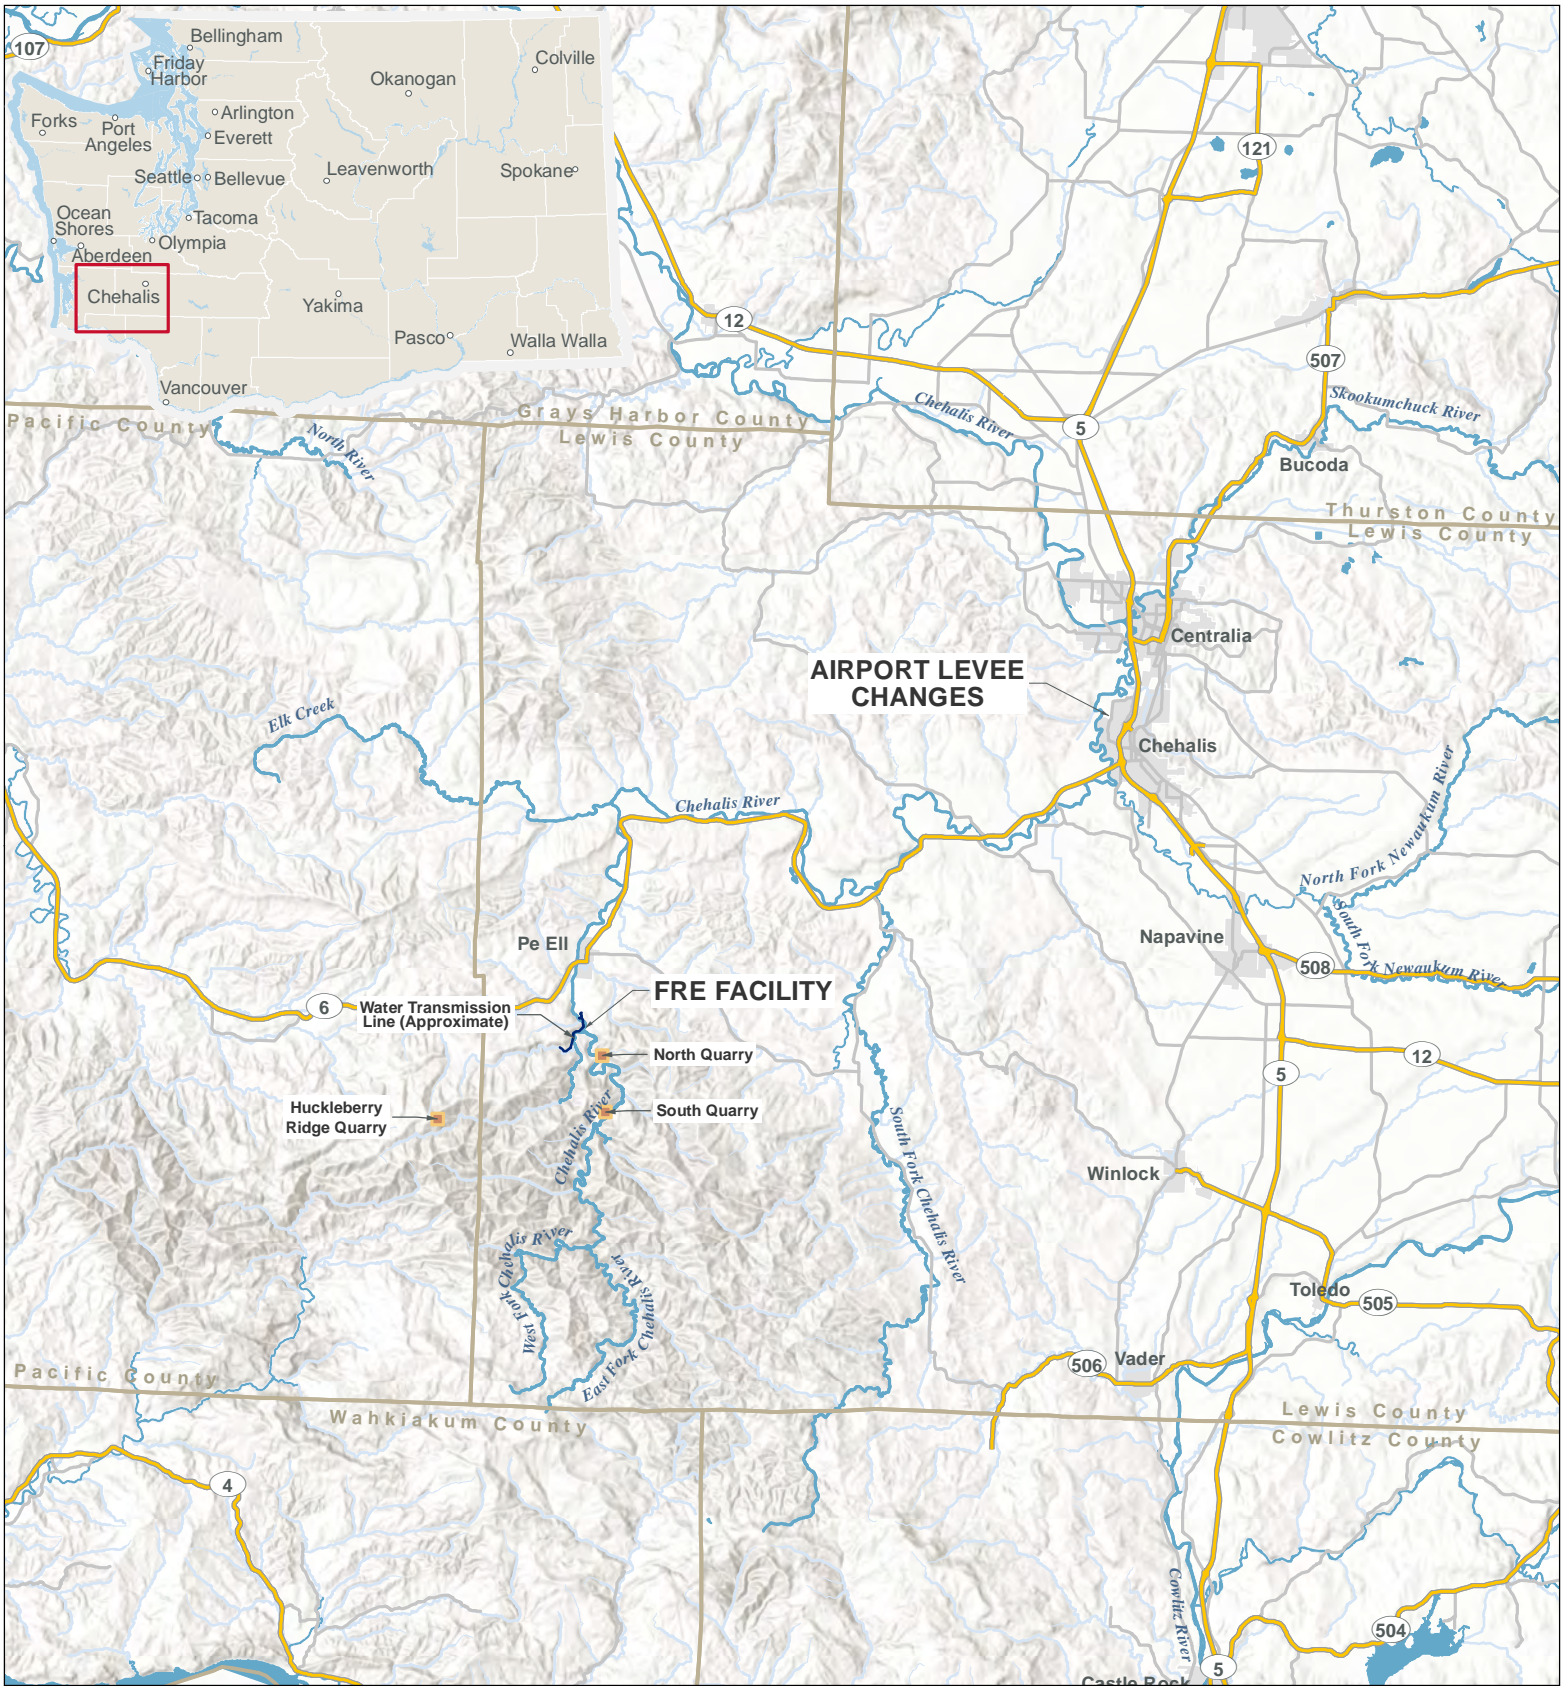 107
Bellingham
Friday
Harbor
Colville
Okanogan
Forks
Port
Angeles
Arlington
Everett
Seattle
Bellevue
Leavenworth
Spokane
Ocean
Shores
Tacoma
Aberdeen
Olympia
Chehalis
Yakima
Pasco
Walla Walla
Vancouver
121
12
507
5
Skookumchuck River
Chehalis River
Pacific County
Grays Harbor County
Lewis County
North River
Bucoda
Thurston County
Lewis County
Centralia
AIRPORT LEVEE
CHANGES
Elk Creek
Chehalis
Chehalis River
North Fork Newaukum River
South Fork Newaukum River
Pe Ell
Napavine
508
FRE FACILITY
6
Water Transmission
Line (Approximate)
North Quarry
12
5
Huckleberry
Ridge Quarry
South Quarry
Chehalis River
South Fork Chehalis River
Winlock
West Fork Chehalis River
East Fork Chehalis River
Toledo
505
506
Vader
Pacific County
Wahkiakum County
Lewis County
Cowlitz County
4
Cowlitz River
504
5
Castle Rock